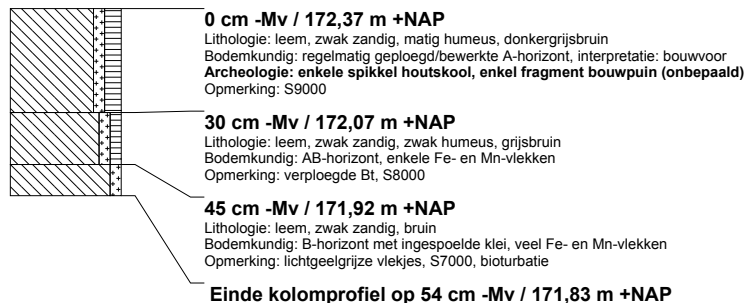 0 cm -Mv / 172,37 m +NAP
Lithologie: leem, zwak zandig, matig humeus, donkergrijsbruin
Bodemkundig: regelmatig geploegd/bewerkte A-horizont, interpretatie: bouwvoor
Archeologie: enkele spikkel houtskool, enkel fragment bouwpuin (onbepaald)
Opmerking: S9000
30 cm -Mv / 172,07 m +NAP
Lithologie: leem, zwak zandig, zwak humeus, grijsbruin
Bodemkundig: AB-horizont, enkele Fe- en Mn-vlekken
Opmerking: verploegde Bt, S8000
45 cm -Mv / 171,92 m +NAP
Lithologie: leem, zwak zandig, bruin
Bodemkundig: B-horizont met ingespoelde klei, veel Fe- en Mn-vlekken
Opmerking: lichtgeelgrijze vlekjes, S7000, bioturbatie
Einde kolomprofiel op 54 cm -Mv / 171,83 m +NAP